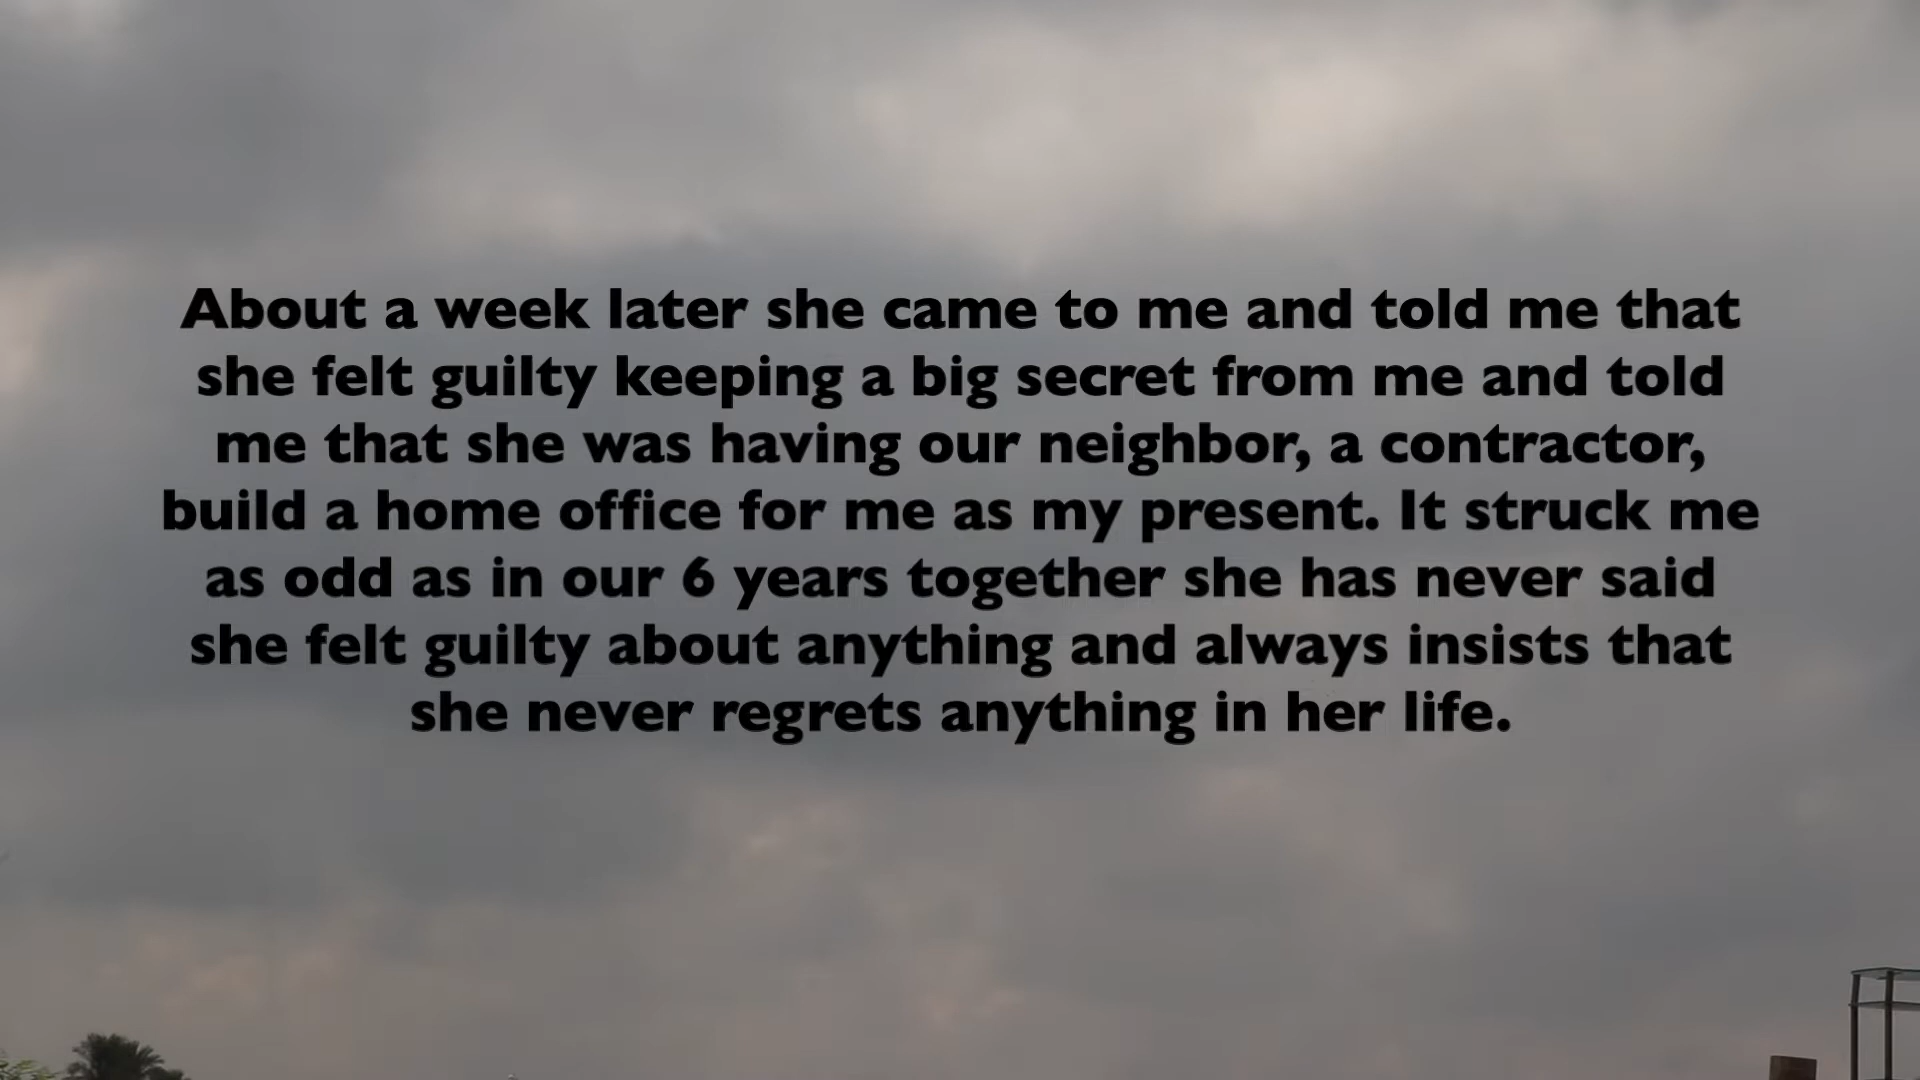 About a week later she came to me and told me that
she felt guilty keeping a big secret from me and told
me that she was having our neighbor, a contractor,
build a home office for me as my present. It struck me
as odd as in our 6 years together she has never said
she felt guilty about anything and always insists that
she never regrets anything in her life.